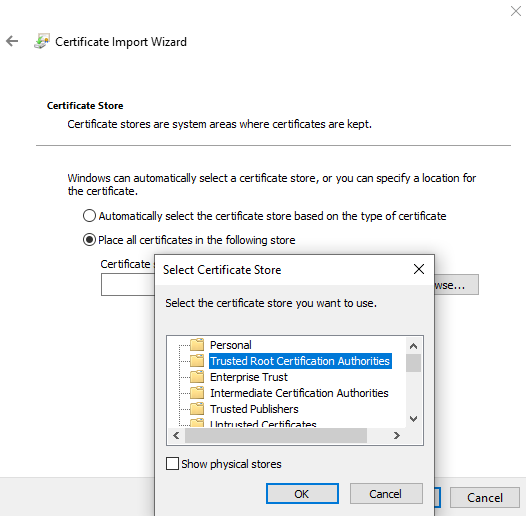 Certificate Import Wizard
Certificate Store
Certificate stores are system areas where certificates are kept.
Windows can automatically select a certificate store, or you can specify a location for
the certificate.
Automatically select the certificate store based on the type of certificate
Place all certificates in the following store
Certificate
Select Certificate Store
Select the certificate store you want to use.
Personal
Trusted Root Certification Authorities
Enterprise Trust
Intermediate Certification Authorities
Trusted Publishers
Untrusted Certificates
Show physical stores
OK
Cancel
wse...
Cancel